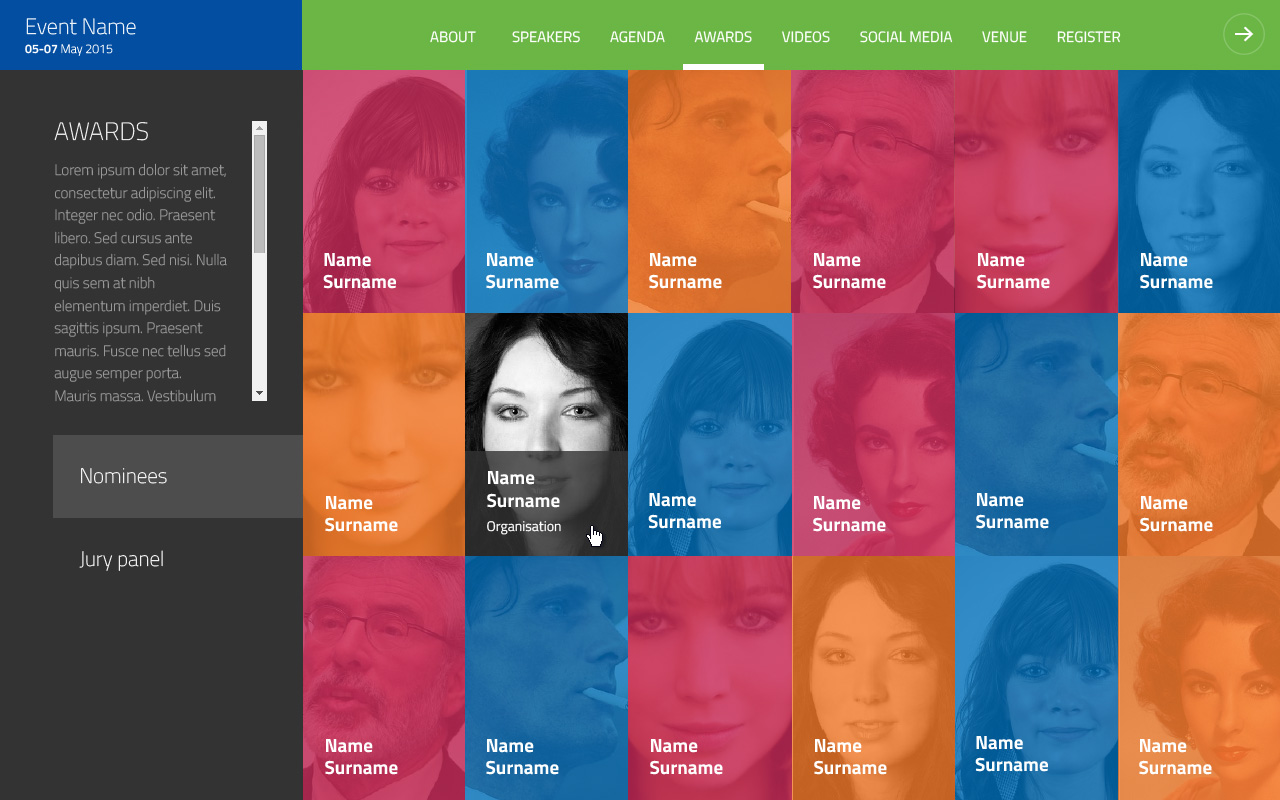 Event Name
05-07 May 2015
ABOUT SPEAKERS AGENDA AWARDS VIDEOS SOCIAL MEDIA VENUE REGISTER
AWARDS
Lorem ipsum dolor sit amet,
consectetur adipiscing elit.
Integer nec odio. Praesent
libero. Sed cursus ante
dapibus diam. Sed nisi. Nulla
quis sem at nibh
elementum imperdiet. Duis
sagittis ipsum. Praesent
mauris. Fusce nec tellus sed
augue semper porta.
Mauris massa. Vestibulum
Nominees
Jury panel
Name
Surname
Name
Surname
Name
Surname
Name
Surname
Name
Surname
Name
Surname
Name
Surname
Name
Surname
Organisation
Name
Surname
Name
Surname
Name
Surname
Name
Surname
Name
Surname
Name
Surname
Name
Surname
Name
Surname
Name
Surname
Name
Surname